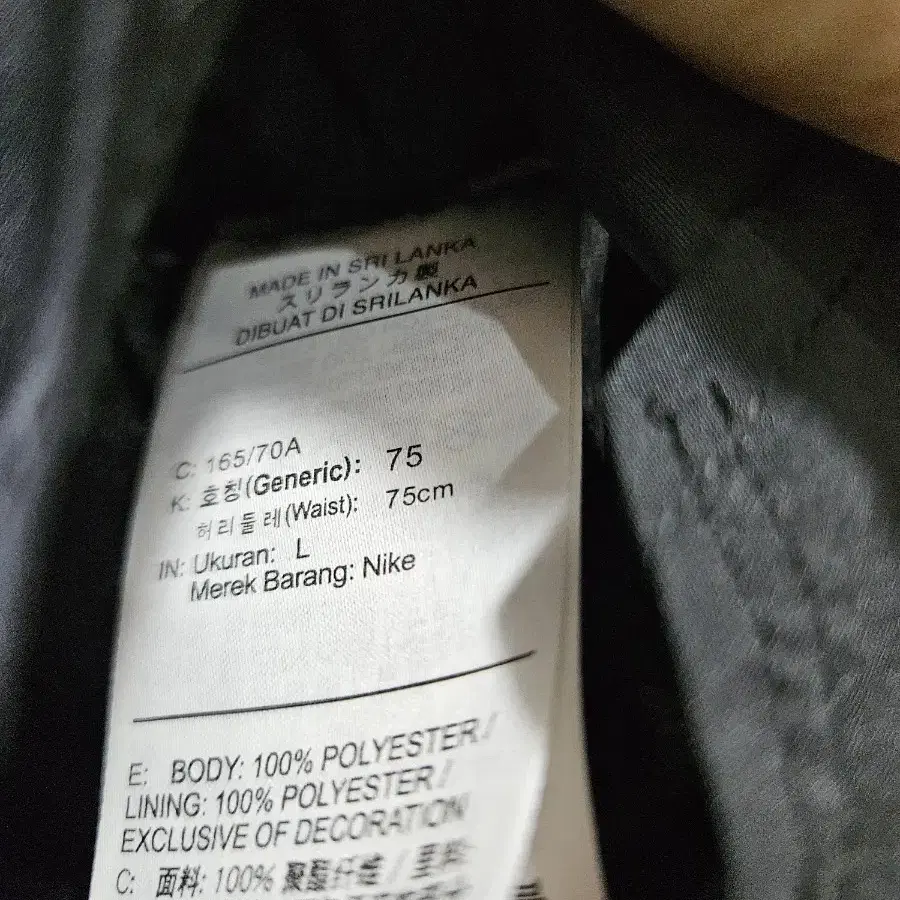 MADE IN SRI LANKA
スリランカ製
DIBUAT DI SRILANKA
C: 165/70A
K: 호칭(Generic): 75
허리둘레(Waist): 75cm
IN: Ukuran: L
Merek Barang: Nike
E: BODY: 100% POLYESTER/
LINING: 100% POLYESTER/
EXCLUSIVE OF DECORATION
C: 面料: 100% 聚酯纤维/里料: